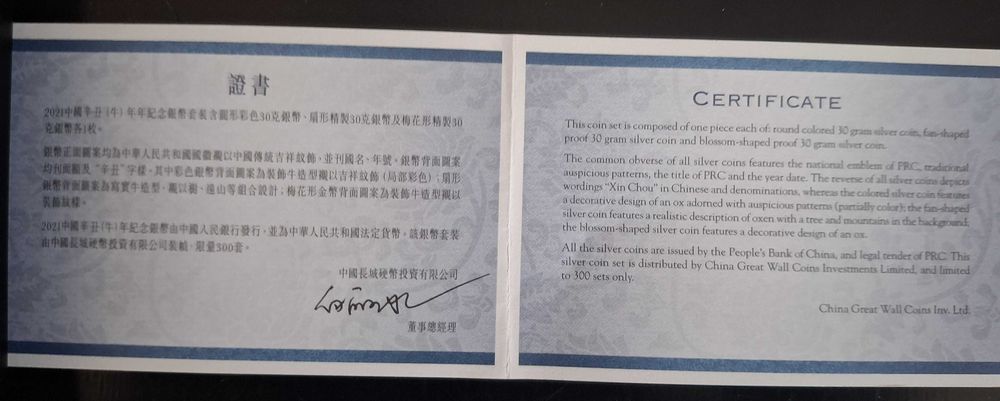 證書
2021中國辛丑(牛)年年紀念銀幣套裝含圓形彩色30克銀幣、扇形精製30克銀幣及梅花形精製30
克銀幣各1枚。
銀幣正面圖案均為中華人民共和國國徽襯以中國傳統吉祥紋飾，並刊國名、年號。銀幣背面圖案
均刊面額及“辛丑”字樣，其中彩色銀幣背面圖案為裝飾牛造型襯以吉祥紋飾(局部彩色)；扇形
銀幣背面圖案為寫實牛造型，襯以樹、遠山等組合設計；梅花形金幣背面圖案為裝飾牛造型襯以
裝飾紋樣。
2021中國辛丑(牛)年紀念銀幣由中國人民銀行發行，並為中華人民共和國法定貨幣。該銀幣套裝
由中國長城硬幣投資有限公司裝幀，限量300套。
中國長城硬幣投資有限公司
董事總經理
CERTIFICATE
This coin set is composed of one piece each of: round colored 30 gram silver coin, fan-shaped
proof 30 gram silver coin and blossom-shaped proof 30 gram silver coin.
The common obverse of all silver coins features the national emblem of PRC, traditional
auspicious patterns, the title of PRC and the year date. The reverse of all silver coins depicts
wordings “Xin Chou” in Chinese and denominations, whereas the colored silver coin features
a decorative design of an ox adorned with auspicious patterns (partially color); the fan-shaped
silver coin features a realistic description of oxen with a tree and mountains in the background;
the blossom-shaped silver coin features a decorative design of an ox.
All the silver coins are issued by the People's Bank of China, and legal tender of PRC. This
silver coin set is distributed by China Great Wall Coins Investments Limited, and limited
to 300 sets only.
China Great Wall Coins Inv. Ltd.